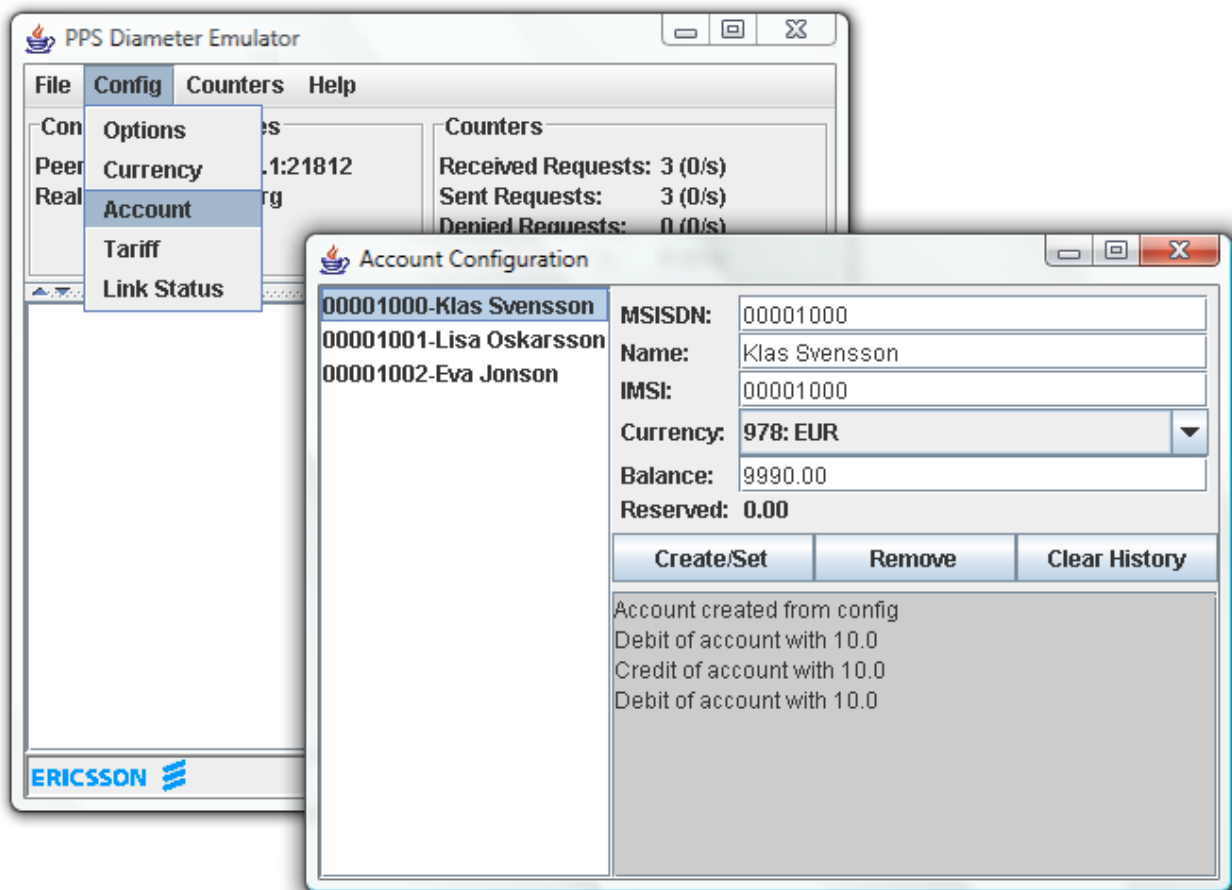 PPS Diameter Emulator
File Config Counters Help
Options
Currency
Account
Tariff
Link Status
.1:21812
Counters
Received Requests: 3 (0/s)
Sent Requests: 3 (0/s)
Denied Requests: 0 (0/s)
ERICSSON
Account Configuration
00001000-Klas Svensson
00001001-Lisa Oskarsson
00001002-Eva Jonson
MSISDN: 00001000
Name: Klas Svensson
IMSI: 00001000
Currency: 978: EUR
Balance: 9990.00
Reserved: 0.00
Create/Set Remove Clear History
Account created from config
Debit of account with 10.0
Credit of account with 10.0
Debit of account with 10.0